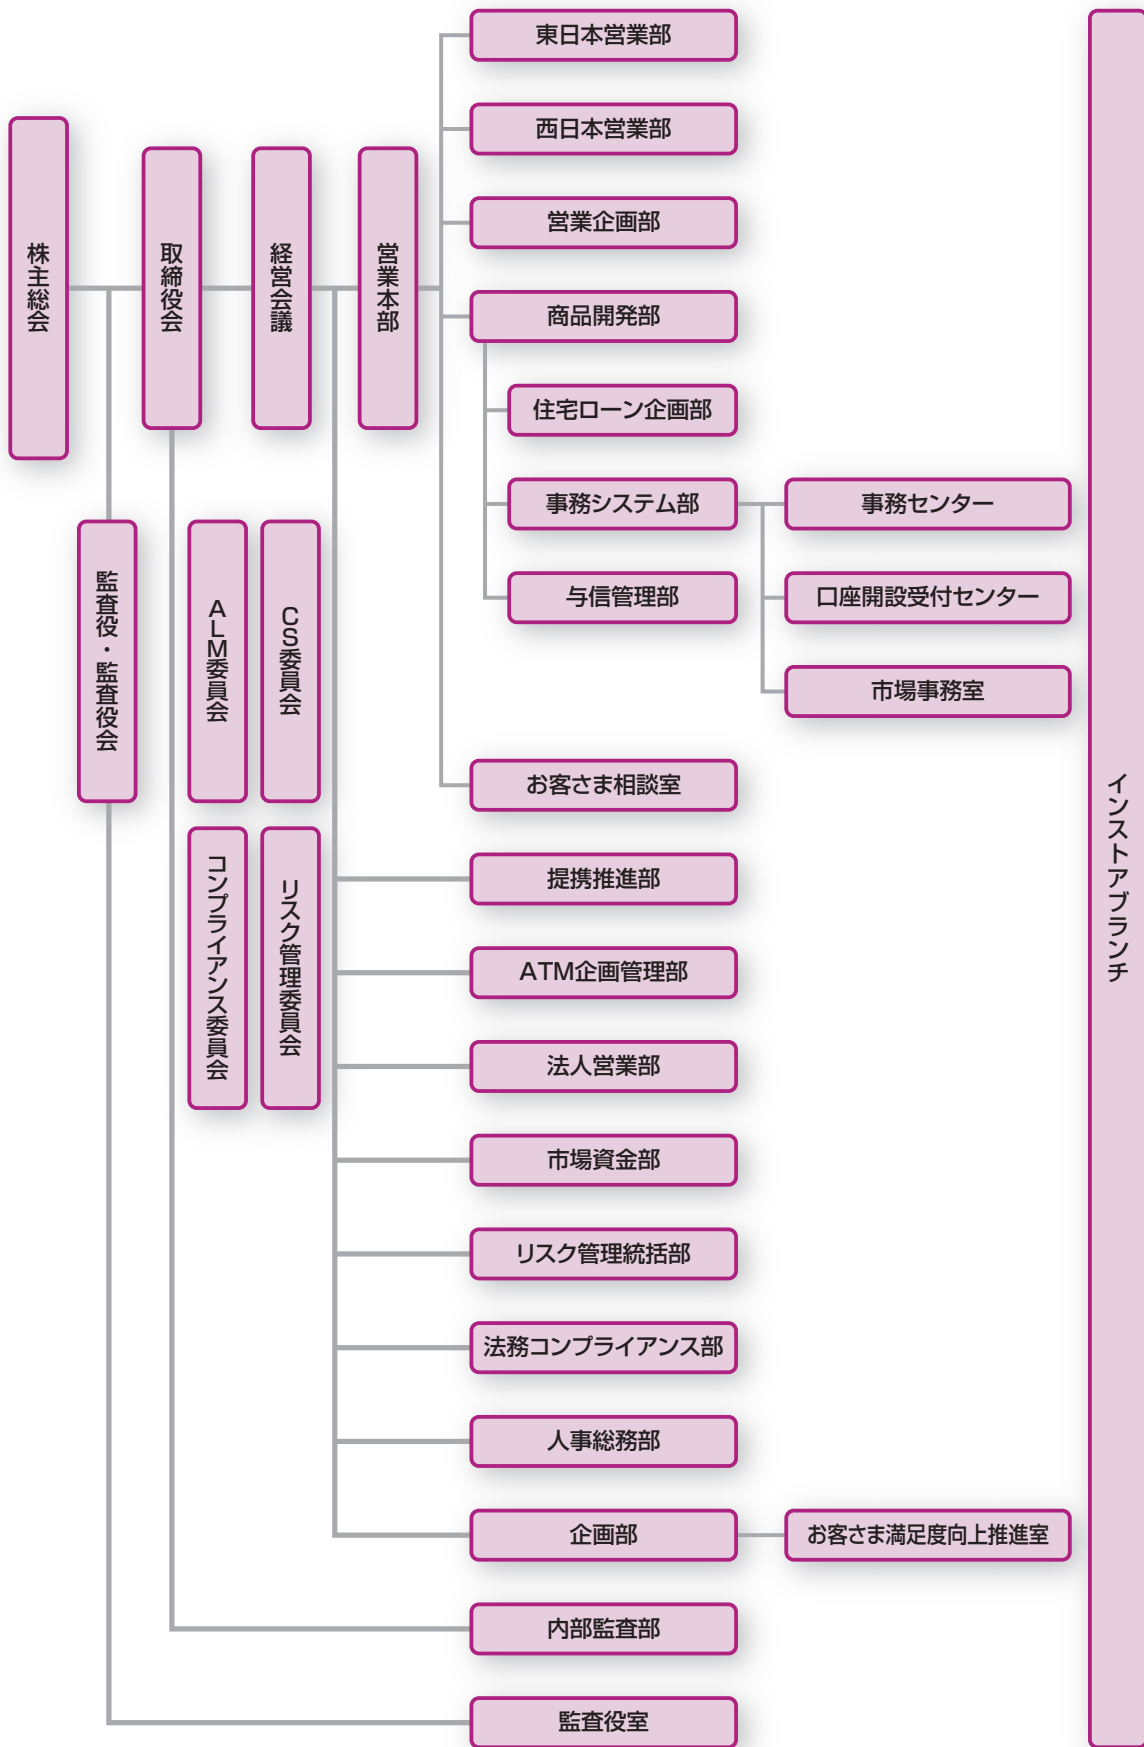 株主総会
取締役会
経営会議
営業本部
監査役・監査役会
ALM委員会
CS委員会
コンプライアンス委員会
リスク管理委員会
東日本営業部
西日本営業部
営業企画部
商品開発部
住宅ローン企画部
事務システム部
事務センター
与信管理部
口座開設受付センター
市場事務室
お客さま相談室
提携推進部
ATM企画管理部
法人営業部
市場資金部
リスク管理統括部
法務コンプライアンス部
人事総務部
企画部
お客さま満足度向上推進室
内部監査部
監査役室
インストアブランチ